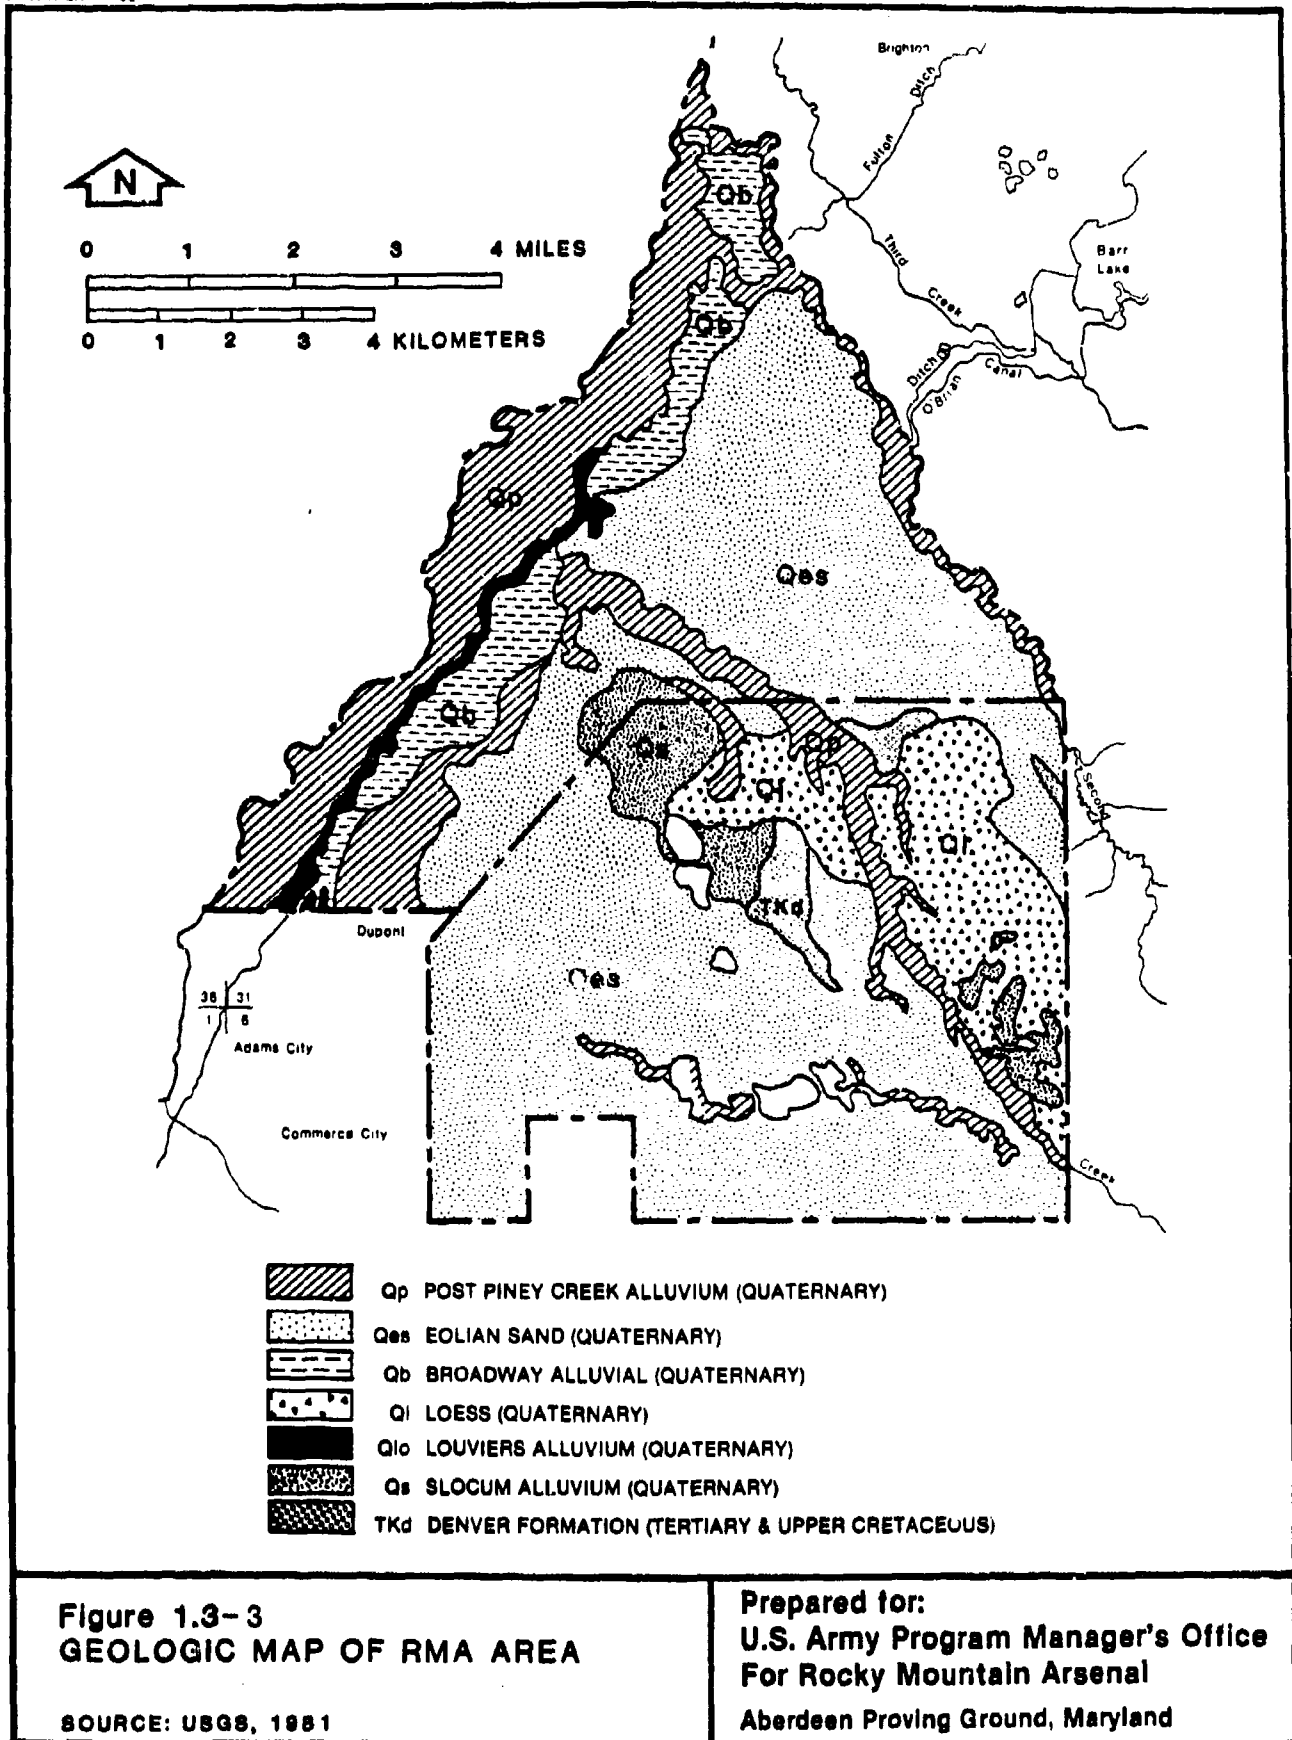 Brighton
Ditch
Fulton
N
Qb
0 1 2 3 4 MILES
Third
Barr
Lake
Creek
Qb
0 1 2 3 4 KILOMETERS
Ditch
Canal
O'Brian
Qp
Qes
Qb
Qs
Qp
Ql
Second
Ql
TKd
Dupont
Qes
36 31
1 6
Adams City
Commerce City
Creek
Qp POST PINEY CREEK ALLUVIUM (QUATERNARY)
Qes EOLIAN SAND (QUATERNARY)
Qb BROADWAY ALLUVIAL (QUATERNARY)
Ql LOESS (QUATERNARY)
Qlo LOUVIERS ALLUVIUM (QUATERNARY)
Qs SLOCUM ALLUVIUM (QUATERNARY)
TKd DENVER FORMATION (TERTIARY & UPPER CRETACEOUS)
Figure 1.3-3
GEOLOGIC MAP OF RMA AREA
SOURCE: USGS, 1981
Prepared for:
U.S. Army Program Manager's Office
For Rocky Mountain Arsenal
Aberdeen Proving Ground, Maryland